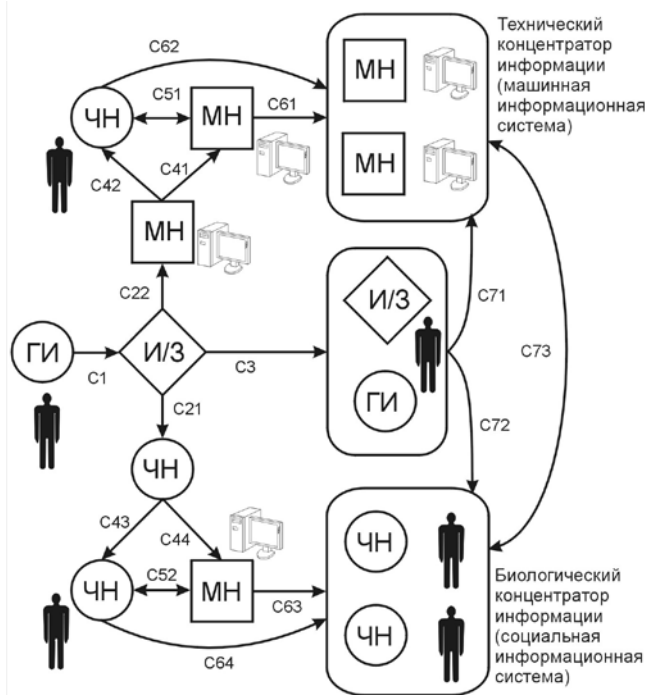 С62
Технический
концентратор
информации
(машинная
информационная
система)
МН
ЧН
С51
МН
С61
МН
С42
С41
МН
С22
С71
И/З
ГИ
С1
И/З
С3
С73
ГИ
С21
С72
ЧН
С43
С44
ЧН
ЧН
С52
МН
С63
Биологический
концентратор
информации
(социальная
информационная
система)
ЧН
С64